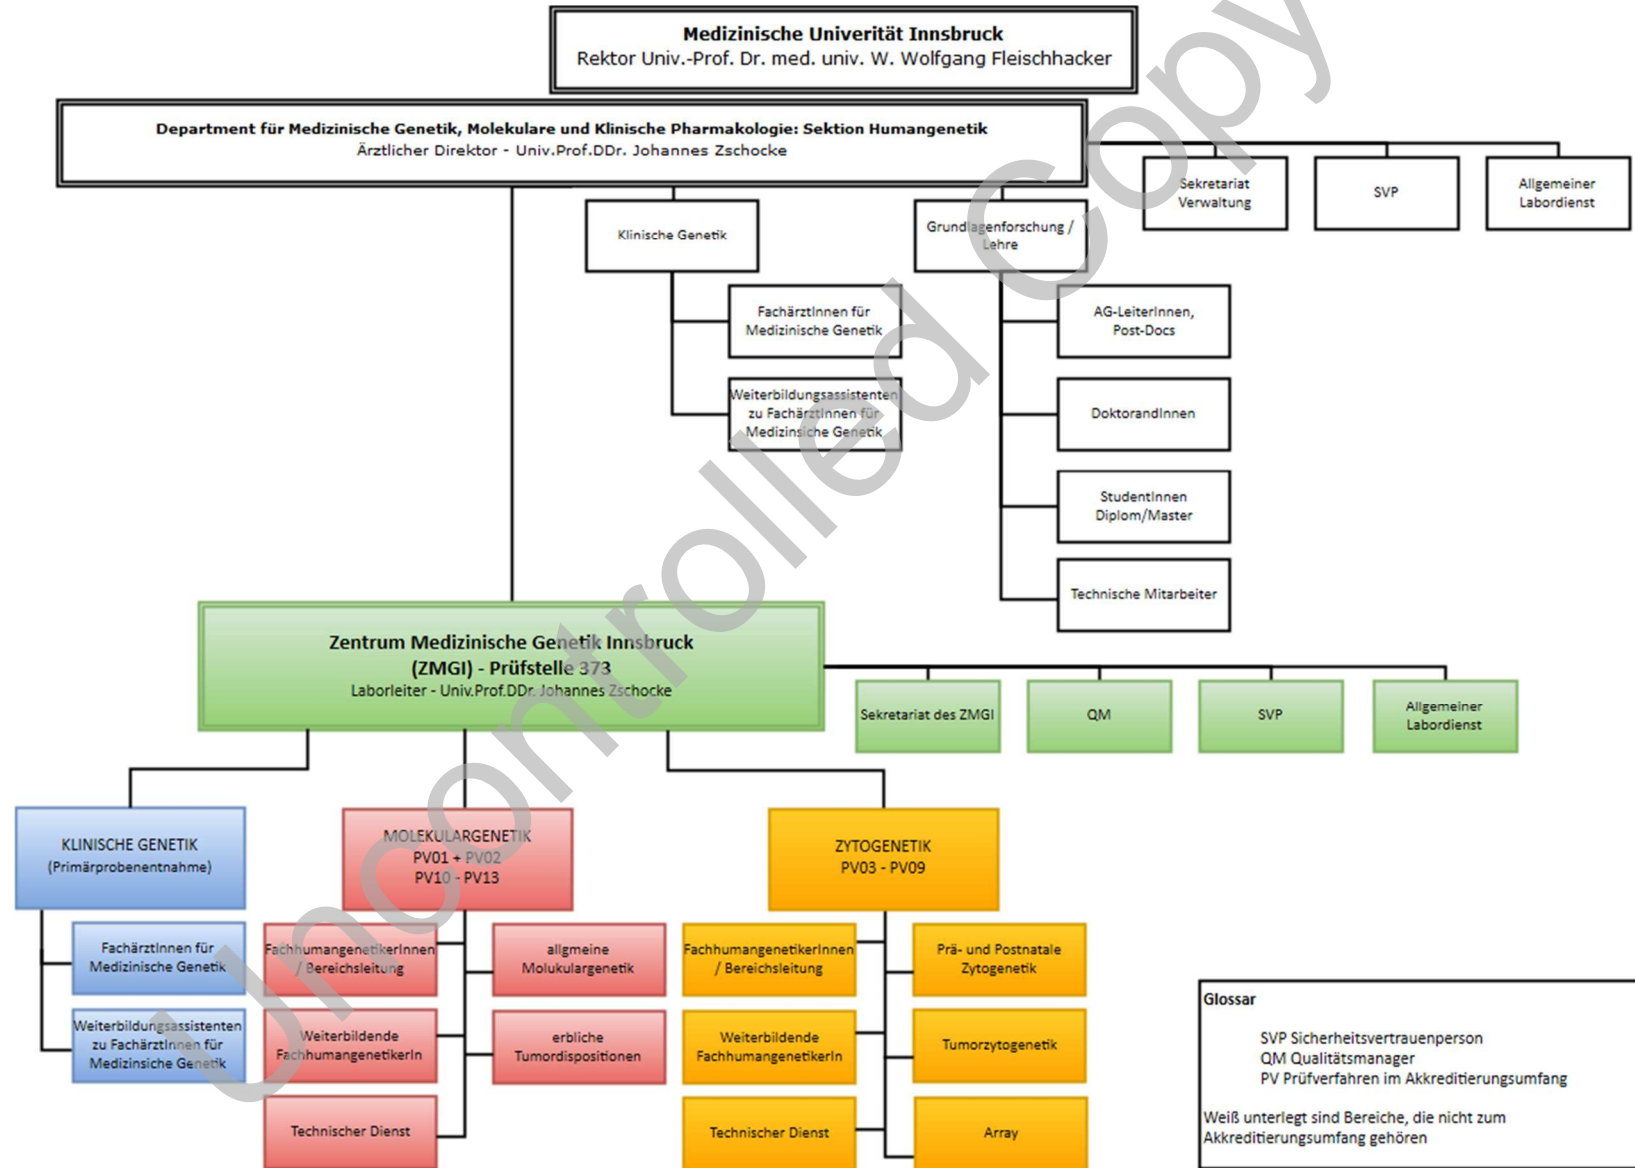 Medizinische Univerität Innsbruck
Rektor Univ.-Prof. Dr. med. univ. W. Wolfgang Fleischhacker
Department für Medizinische Genetik, Molekulare und Klinische Pharmakologie: Sektion Humangenetik
Ärztlicher Direktor - Univ.Prof.DDr. Johannes Zschocke
Sekretariat
Verwaltung
SVP
Allgemeiner
Labordienst
Klinische Genetik
Grundlagenforschung /
Lehre
FachärztInnen für
Medizinische Genetik
Weiterbildungsassistenten
zu FachärztInnen für
Medizinsiche Genetik
AG-LeiterInnen,
Post-Docs
DoktorandInnen
StudentInnen
Diplom/Master
Technische Mitarbeiter
Zentrum Medizinische Genetik Innsbruck
(ZMGI) - Prüfstelle 373
Laborleiter - Univ.Prof.DDr. Johannes Zschocke
Sekretariat des ZMGI
QM
SVP
Allgemeiner
Labordienst
KLINISCHE GENETIK
(Primärprobenentnahme)
FachärztInnen für
Medizinische Genetik
Weiterbildungsassistenten
zu FachärztInnen für
Medizinsiche Genetik
MOLEKULARGENETIK
PV01 + PV02
PV10 - PV13
FachhumangenetikerInnen
/ Bereichsleitung
Weiterbildende
FachhumangenetikerIn
Technischer Dienst
allgmeine
Molukulargenetik
erbliche
Tumordispositionen
ZYTOGENETIK
PV03 - PV09
FachhumangenetikerInnen
/ Bereichsleitung
Weiterbildende
FachhumangenetikerIn
Technischer Dienst
Prä- und Postnatale
Zytogenetik
Tumorzytogenetik
Array
Glossar
SVP Sicherheitsvertrauenperson
QM Qualitätsmanager
PV Prüfverfahren im Akkreditierungsumfang
Weiß unterlegt sind Bereiche, die nicht zum
Akkreditierungsumfang gehören
Uncontrolled Copy